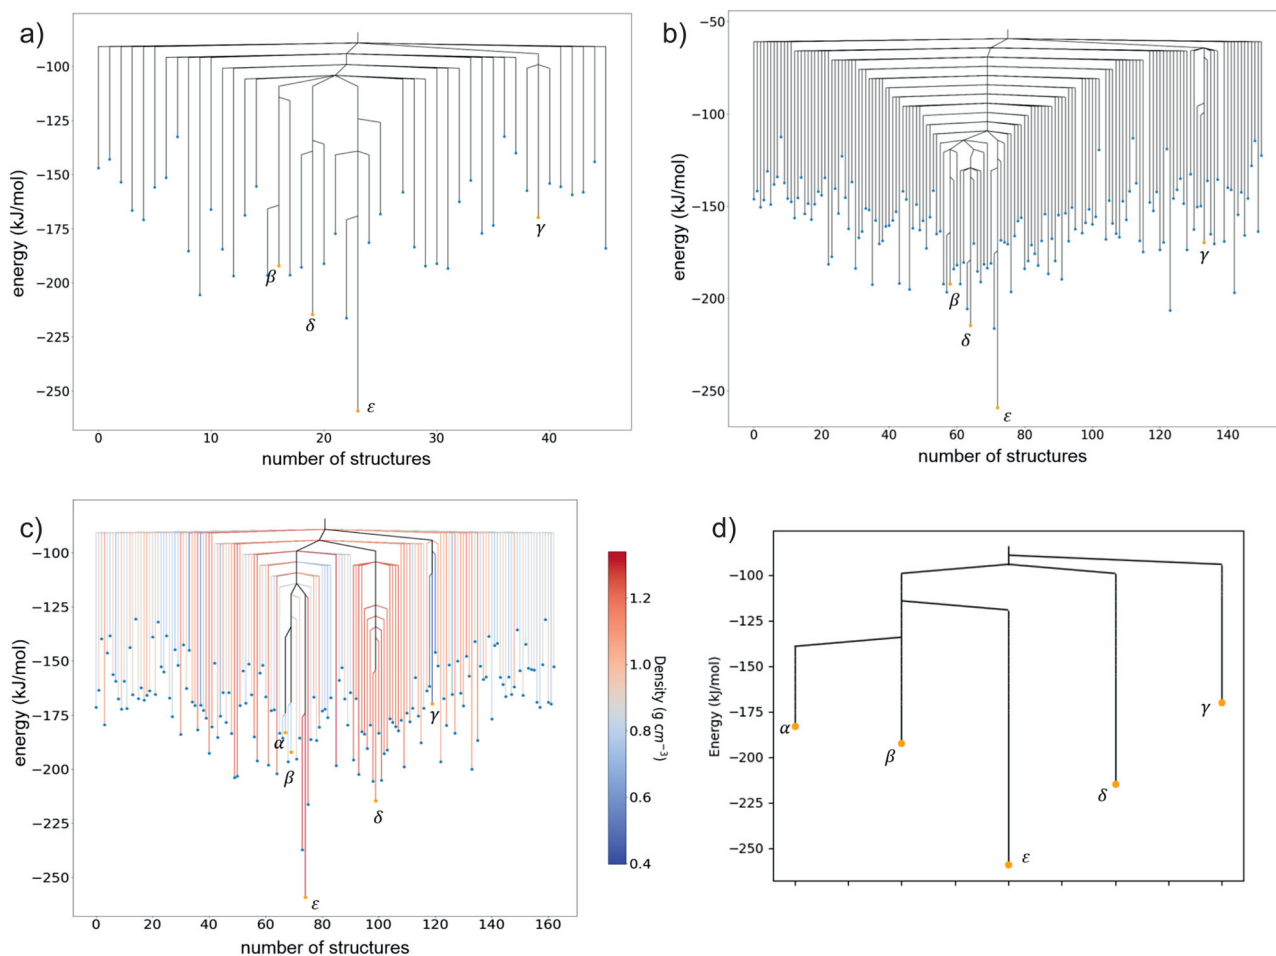 a)
−100
−125
−150
−175
−200
−225
−250
energy (kJ/mol)
β
δ
ε
γ
0 10 20 30 40
number of structures
b)
−50
−100
−150
−200
−250
energy (kJ/mol)
β
δ
ε
γ
0 20 40 60 80 100 120 140
number of structures
c)
−100
−125
−150
−175
−200
−225
−250
energy (kJ/mol)
α
β
δ
γ
ε
0 20 40 60 80 100 120 140 160
number of structures
1.2
1.0
0.8
0.6
0.4
Density (g cm⁻³)
d)
−100
−125
−150
−175
−200
−225
−250
Energy (kJ/mol)
α
β
ε
δ
γ